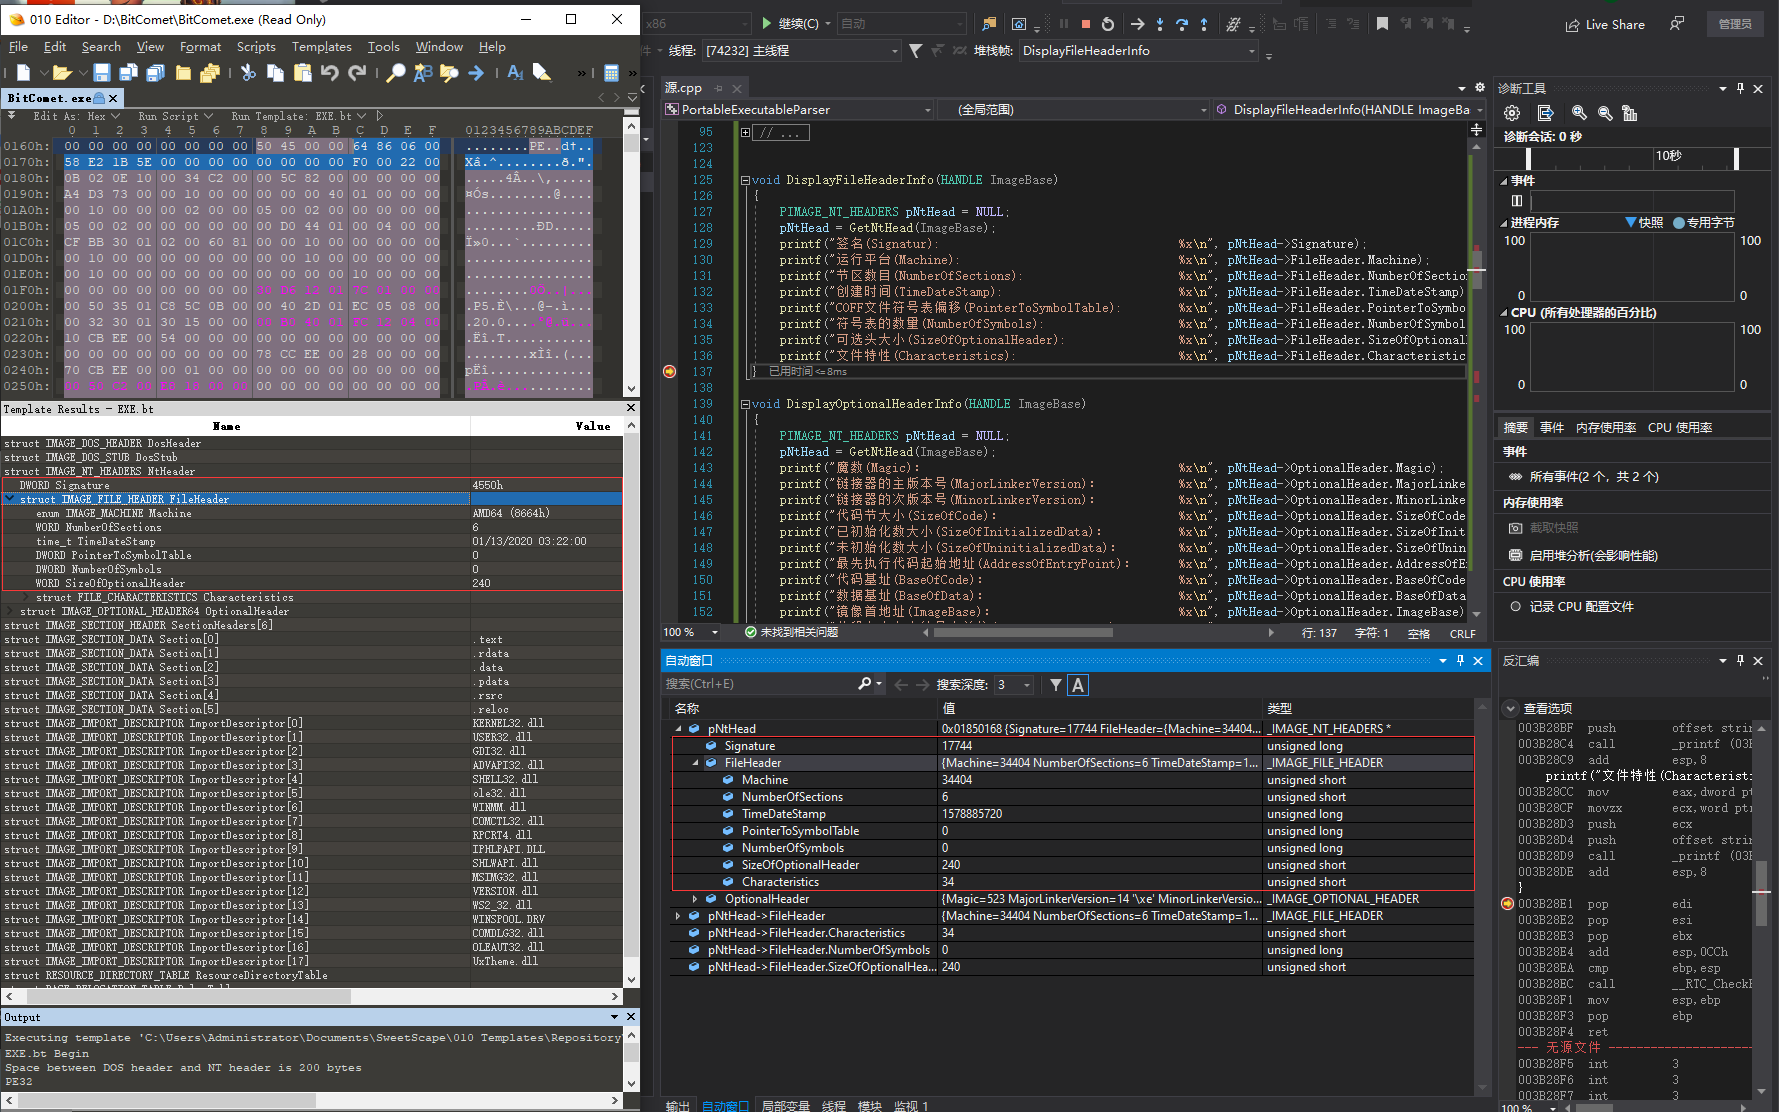 010 Editor - D:\BitComet\BitComet.exe (Read Only)
File Edit Search View Format Scripts Templates Tools Window Help
BitComet.exe
Edit As: Hex Run Script Run Template: EXE.bt
0 1 2 3 4 5 6 7 8 9 A B C D E F 0123456789ABCDEF
0160h: 00 00 00 00 00 00 00 00 50 45 00 00 64 86 06 00 ........PE..d†..
0170h: 58 E2 1B 5E 00 00 00 00 00 00 00 00 F0 00 22 00 Xâ.^........ð.".
0180h: 0B 02 0E 10 00 34 C2 00 00 5C 82 00 00 00 00 00 .....4Â..\‚.....
0190h: A4 D3 73 00 00 10 00 00 00 00 00 40 01 00 00 00 ¤Ós........@....
01A0h: 00 10 00 00 00 02 00 00 05 00 02 00 00 00 00 00 ................
01B0h: 05 00 02 00 00 00 00 00 00 D0 44 01 00 04 00 00 .........ÐD.....
01C0h: CF BB 30 01 02 00 60 81 00 00 10 00 00 00 00 00 Ï»0...`.........
01D0h: 00 10 00 00 00 00 00 00 00 00 10 00 00 00 00 00 ................
01E0h: 00 10 00 00 00 00 00 00 00 00 00 00 10 00 00 00 ................
01F0h: 00 00 00 00 00 00 00 00
0200h: 00 50 35 01 C8 5C 0B 00 00 40 2D 01 EC 05 08 00 .P5.È\...@-.ì...
0210h: 00 32 30 01 30 15 00 00 .20.0...
0220h: 10 CB EE 00 54 00 00 00 00 00 00 00 00 00 00 00 .Ëî.T...........
0230h: 00 00 00 00 00 00 00 00 78 CC EE 00 28 00 00 00 ........xÌî.(...
0240h: 70 CB EE 00 00 01 00 00 00 00 00 00 00 00 00 00 pËî.............
0250h:
Template Results - EXE.bt
Name Value
struct IMAGE_DOS_HEADER DosHeader
struct IMAGE_DOS_STUB DosStub
struct IMAGE_NT_HEADERS NtHeader
DWORD Signature 4550h
struct IMAGE_FILE_HEADER FileHeader
enum IMAGE_MACHINE Machine AMD64 (8664h)
WORD NumberOfSections 6
time_t TimeDateStamp 01/13/2020 03:22:00
DWORD PointerToSymbolTable 0
DWORD NumberOfSymbols 0
WORD SizeOfOptionalHeader 240
struct FILE_CHARACTERISTICS Characteristics
struct IMAGE_OPTIONAL_HEADER64 OptionalHeader
struct IMAGE_SECTION_HEADER SectionHeaders[6]
struct IMAGE_SECTION_DATA Section[0] .text
struct IMAGE_SECTION_DATA Section[1] .rdata
struct IMAGE_SECTION_DATA Section[2] .data
struct IMAGE_SECTION_DATA Section[3] .pdata
struct IMAGE_SECTION_DATA Section[4] .rsrc
struct IMAGE_SECTION_DATA Section[5] .reloc
struct IMAGE_IMPORT_DESCRIPTOR ImportDescriptor[0] KERNEL32.dll
struct IMAGE_IMPORT_DESCRIPTOR ImportDescriptor[1] USER32.dll
struct IMAGE_IMPORT_DESCRIPTOR ImportDescriptor[2] GDI32.dll
struct IMAGE_IMPORT_DESCRIPTOR ImportDescriptor[3] ADVAPI32.dll
struct IMAGE_IMPORT_DESCRIPTOR ImportDescriptor[4] SHELL32.dll
struct IMAGE_IMPORT_DESCRIPTOR ImportDescriptor[5] ole32.dll
struct IMAGE_IMPORT_DESCRIPTOR ImportDescriptor[6] WINMM.dll
struct IMAGE_IMPORT_DESCRIPTOR ImportDescriptor[7] COMCTL32.dll
struct IMAGE_IMPORT_DESCRIPTOR ImportDescriptor[8] RPCRT4.dll
struct IMAGE_IMPORT_DESCRIPTOR ImportDescriptor[9] IPHLPAPI.DLL
struct IMAGE_IMPORT_DESCRIPTOR ImportDescriptor[10] SHLWAPI.dll
struct IMAGE_IMPORT_DESCRIPTOR ImportDescriptor[11] MSIMG32.dll
struct IMAGE_IMPORT_DESCRIPTOR ImportDescriptor[12] VERSION.dll
struct IMAGE_IMPORT_DESCRIPTOR ImportDescriptor[13] WS2_32.dll
struct IMAGE_IMPORT_DESCRIPTOR ImportDescriptor[14] WINSPOOL.DRV
struct IMAGE_IMPORT_DESCRIPTOR ImportDescriptor[15] COMDLG32.dll
struct IMAGE_IMPORT_DESCRIPTOR ImportDescriptor[16] OLEAUT32.dll
struct IMAGE_IMPORT_DESCRIPTOR ImportDescriptor[17] UxTheme.dll
struct RESOURCE_DIRECTORY_TABLE ResourceDirectoryTable
Output
Executing template 'C:\Users\Administrator\Documents\SweetScape\010 Templates\Repository
EXE.bt Begin
Space between DOS header and NT header is 200 bytes
PE32
x86 继续(C) 自动 Live Share 管理员
件 线程: [74232] 主线程 堆栈帧: DisplayFileHeaderInfo
源.cpp
PortableExecutableParser (全局范围) DisplayFileHeaderInfo(HANDLE ImageBa
95 // ...
123
124
125 void DisplayFileHeaderInfo(HANDLE ImageBase)
126 {
127 PIMAGE_NT_HEADERS pNtHead = NULL;
128 pNtHead = GetNtHead(ImageBase);
129 printf("签名(Signatur): %x\n", pNtHead->Signature);
130 printf("运行平台(Machine): %x\n", pNtHead->FileHeader.Machine);
131 printf("节区数目(NumberOfSections): %x\n", pNtHead->FileHeader.NumberOfSectio
132 printf("创建时间(TimeDateStamp): %x\n", pNtHead->FileHeader.TimeDateStamp)
133 printf("COFF文件符号表偏移(PointerToSymbolTable): %x\n", pNtHead->FileHeader.PointerToSymbo
134 printf("符号表的数量(NumberOfSymbols): %x\n", pNtHead->FileHeader.NumberOfSymbol
135 printf("可选头大小(SizeOfOptionalHeader): %x\n", pNtHead->FileHeader.SizeOfOptional
136 printf("文件特性(Characteristics): %x\n", pNtHead->FileHeader.Characteristic
137 } 已用时间<=8ms
138
139 void DisplayOptionalHeaderInfo(HANDLE ImageBase)
140 {
141 PIMAGE_NT_HEADERS pNtHead = NULL;
142 pNtHead = GetNtHead(ImageBase);
143 printf("魔数(Magic): %x\n", pNtHead->OptionalHeader.Magic);
144 printf("链接器的主版本号(MajorLinkerVersion): %x\n", pNtHead->OptionalHeader.MajorLinke
145 printf("链接器的次版本号(MinorLinkerVersion): %x\n", pNtHead->OptionalHeader.MinorLinke
146 printf("代码节大小(SizeOfCode): %x\n", pNtHead->OptionalHeader.SizeOfCode
147 printf("已初始化数大小(SizeOfInitializedData): %x\n", pNtHead->OptionalHeader.SizeOfInit
148 printf("未初始化数大小(SizeOfUninitializedData): %x\n", pNtHead->OptionalHeader.SizeOfUnin
149 printf("最先执行代码起始地址(AddressOfEntryPoint): %x\n", pNtHead->OptionalHeader.AddressOfE
150 printf("代码基址(BaseOfCode): %x\n", pNtHead->OptionalHeader.BaseOfCode
151 printf("数据基址(BaseOfData): %x\n", pNtHead->OptionalHeader.BaseOfData
152 printf("镜像首地址(ImageBase): %x\n", pNtHead->OptionalHeader.ImageBase)
100 % 未找到相关问题 行: 137 字符: 1 空格 CRLF
自动窗口
搜索(Ctrl+E) 搜索深度: 3 A
名称 值 类型
pNtHead 0x01850168 {Signature=17744 FileHeader={Machine=34404... _IMAGE_NT_HEADERS *
Signature 17744 unsigned long
FileHeader {Machine=34404 NumberOfSections=6 TimeDateStamp=1... _IMAGE_FILE_HEADER
Machine 34404 unsigned short
NumberOfSections 6 unsigned short
TimeDateStamp 1578885720 unsigned long
PointerToSymbolTable 0 unsigned long
NumberOfSymbols 0 unsigned long
SizeOfOptionalHeader 240 unsigned short
Characteristics 34 unsigned short
OptionalHeader {Magic=523 MajorLinkerVersion=14 '\xe' MinorLinkerVersio... _IMAGE_OPTIONAL_HEADER
pNtHead->FileHeader {Machine=34404 NumberOfSections=6 TimeDateStamp=1... _IMAGE_FILE_HEADER
pNtHead->FileHeader.Characteristics 34 unsigned short
pNtHead->FileHeader.NumberOfSymbols 0 unsigned long
pNtHead->FileHeader.SizeOfOptionalHea... 240 unsigned short
输出 自动窗口 局部变量 线程 模块 监视 1
诊断工具
诊断会话: 0 秒
10秒
事件
进程内存 快照 专用字节
100 100
0 0
CPU (所有处理器的百分比)
100 100
0 0
摘要 事件 内存使用率 CPU 使用率
事件
所有事件(2 个，共 2 个)
内存使用率
截取快照
启用堆分析(会影响性能)
CPU 使用率
记录 CPU 配置文件
反汇编
查看选项
003B28BF push offset strin
003B28C4 call _printf (03B
003B28C9 add esp,8
printf("文件特性(Characteristi
003B28CC mov eax,dword pt
003B28CF movzx ecx,word ptr
003B28D3 push ecx
003B28D4 push offset strin
003B28D9 call _printf (03B
003B28DE add esp,8
}
003B28E1 pop edi
003B28E2 pop esi
003B28E3 pop ebx
003B28E4 add esp,0CCh
003B28EA cmp ebp,esp
003B28EC call __RTC_CheckE
003B28F1 mov esp,ebp
003B28F3 pop ebp
003B28F4 ret
--- 无源文件 ------------------
003B28F5 int 3
003B28F6 int 3
003B28F7 int 3
100 %